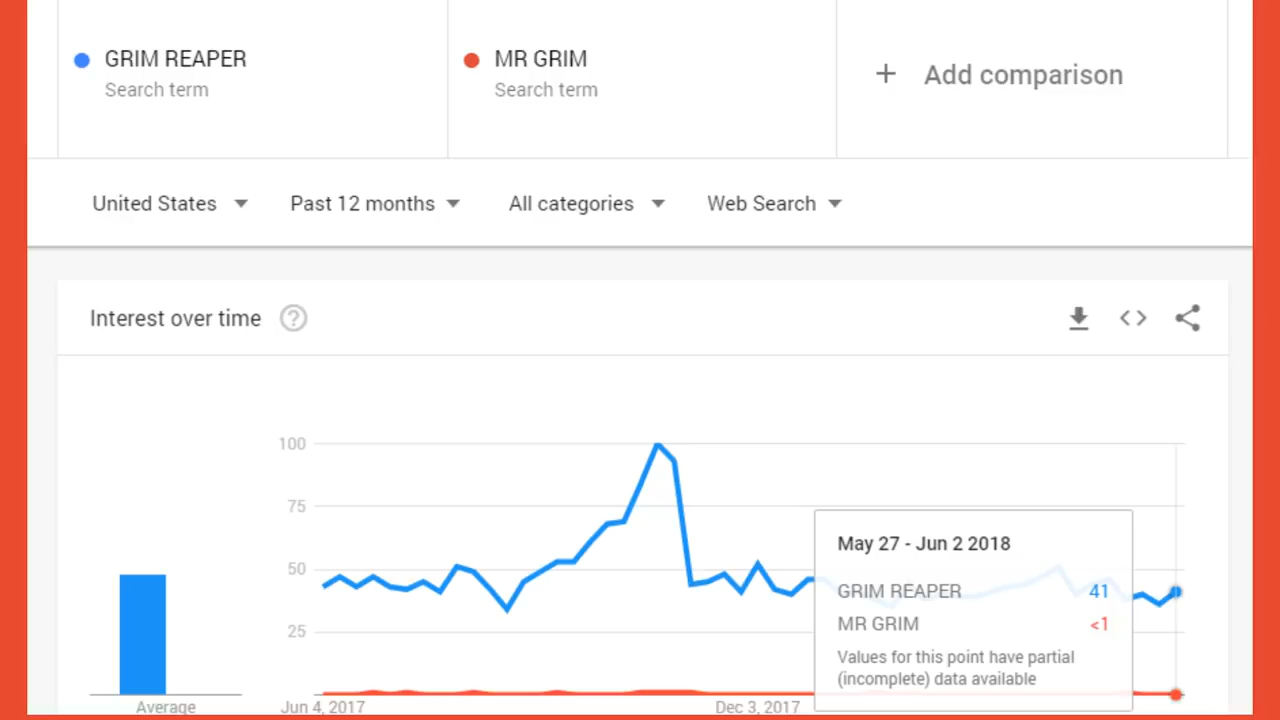 GRIM REAPER
Search term
MR GRIM
Search term
+ Add comparison
United States
Past 12 months
All categories
Web Search
Interest over time ?
100
75
50
25
May 27 - Jun 2 2018
GRIM REAPER 41
MR GRIM <1
Values for this point have partial
(incomplete) data available
Average
Jun 4, 2017
Dec 3, 2017